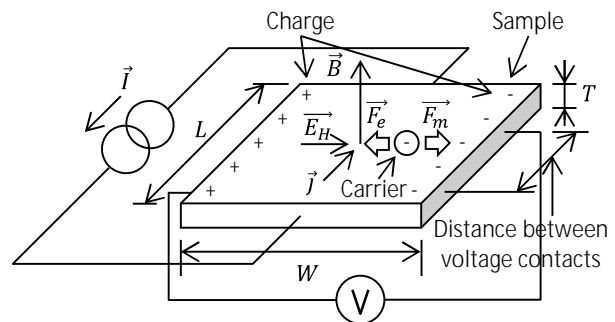 Charge
Sample
B⃗
T
I⃗
L
+
-
E_H⃗
F_e⃗
F_m⃗
-
j⃗
Carrier
+
-
Distance between
voltage contacts
W
V